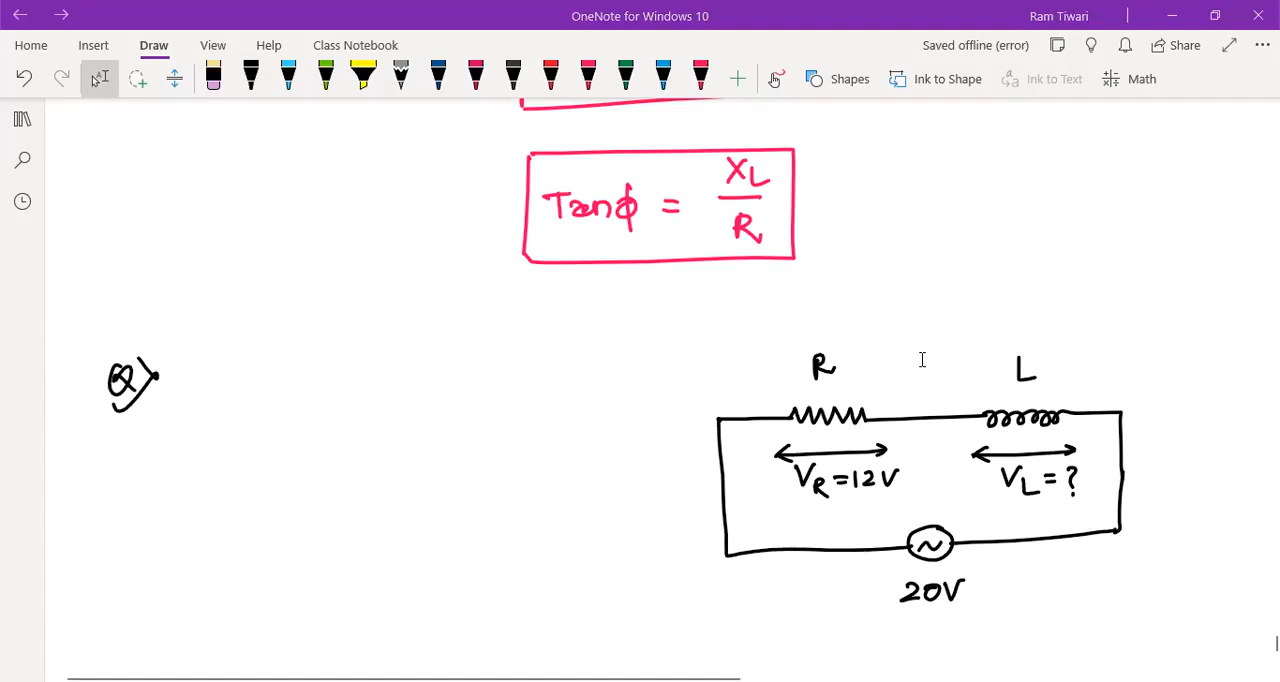 OneNote for Windows 10
Ram Tiwari
Home Insert Draw View Help Class Notebook
Saved offline (error)
Share
Shapes
Ink to Shape
Ink to Text
Math
Tanφ = XL
R
Q>
R L
VR=12V VL=?
~
20V